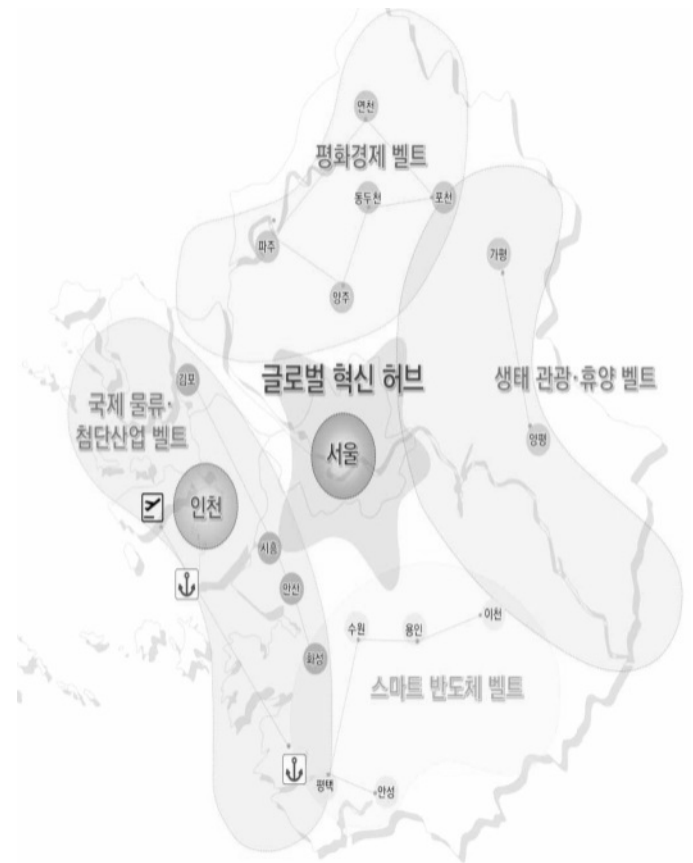 연천
평화경제 벨트
동두천
포천
파주
양주
가평
김포
글로벌 혁신 허브
생태 관광·휴양 벨트
국제 물류·
첨단산업 벨트
서울
양평
인천
시흥
안산
수원
용인
이천
화성
스마트 반도체 벨트
평택
안성